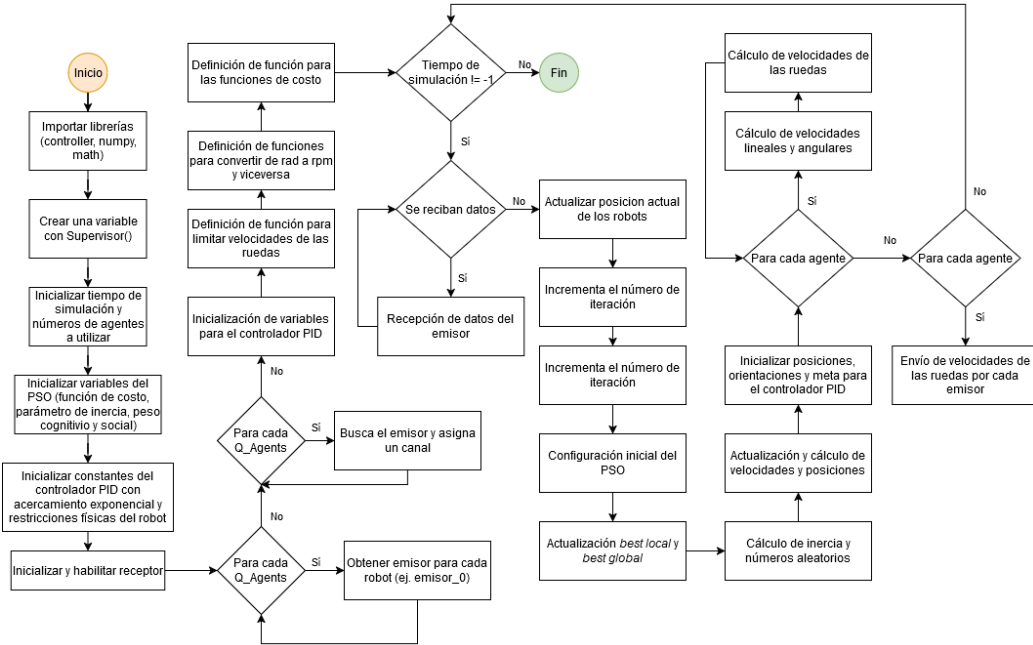 Inicio
Importar librerías
(controller, numpy,
math)
Crear una variable
con Supervisor()
Inicializar tiempo de
simulación y
números de agentes
a utilizar
Inicializar variables del
PSO (función de costo,
parámetro de inercia, peso
cognitivio y social)
Inicializar constantes del
controlador PID con
acercamiento exponencial y
restricciones físicas del robot
Inicializar y habilitar receptor
Para cada
Q_Agents
Sí
Obtener emisor para cada
robot (ej. emisor_0)
No
Para cada
Q_Agents
Sí
Busca el emisor y asigna
un canal
No
Inicialización de variables
para el controlador PID
Definición de función para
limitar velocidades de las
ruedas
Definición de funciones
para convertir de rad a rpm
y viceversa
Definición de función para
las funciones de costo
Tiempo de
simulación != -1
No
Fin
Sí
Se reciban datos
Sí
Recepción de datos del
emisor
No
Actualizar posicion actual
de los robots
Incrementa el número de
iteración
Incrementa el número de
iteración
Configuración inicial del
PSO
Actualización best local y
best global
Cálculo de inercia y
números aleatorios
Actualización y cálculo de
velocidades y posiciones
Inicializar posiciones,
orientaciones y meta para
el controlador PID
Para cada agente
Sí
Cálculo de velocidades
lineales y angulares
Cálculo de velocidades de
las ruedas
No
Para cada agente
No
Sí
Envío de velocidades de
las ruedas por cada
emisor